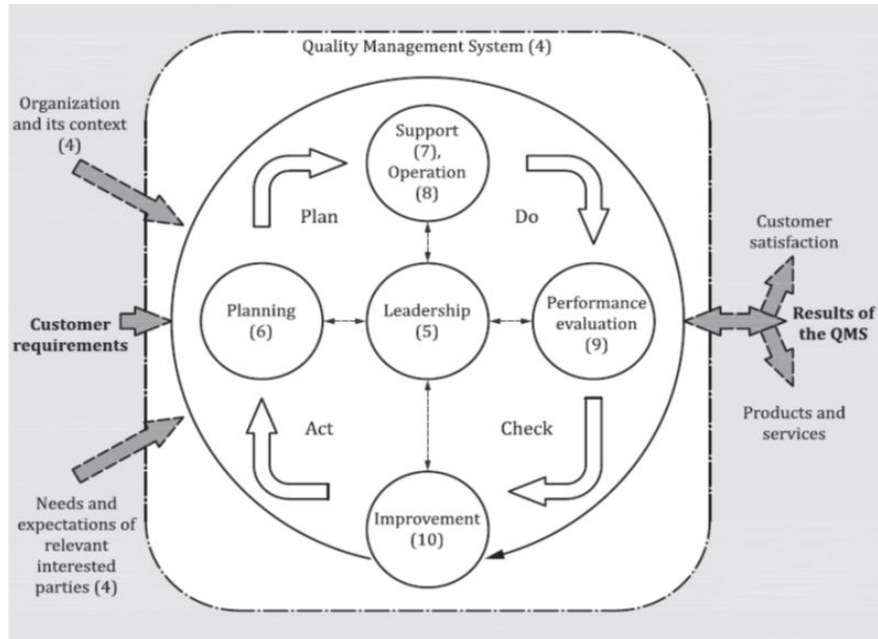 Quality Management System (4)
Organization
and its context
(4)
Support
(7),
Operation
(8)
Plan
Do
Customer
satisfaction
Planning
(6)
Leadership
(5)
Performance
evaluation
(9)
Customer
requirements
Results of
the QMS
Act
Check
Products and
services
Needs and
expectations of
relevant
interested
parties (4)
Improvement
(10)